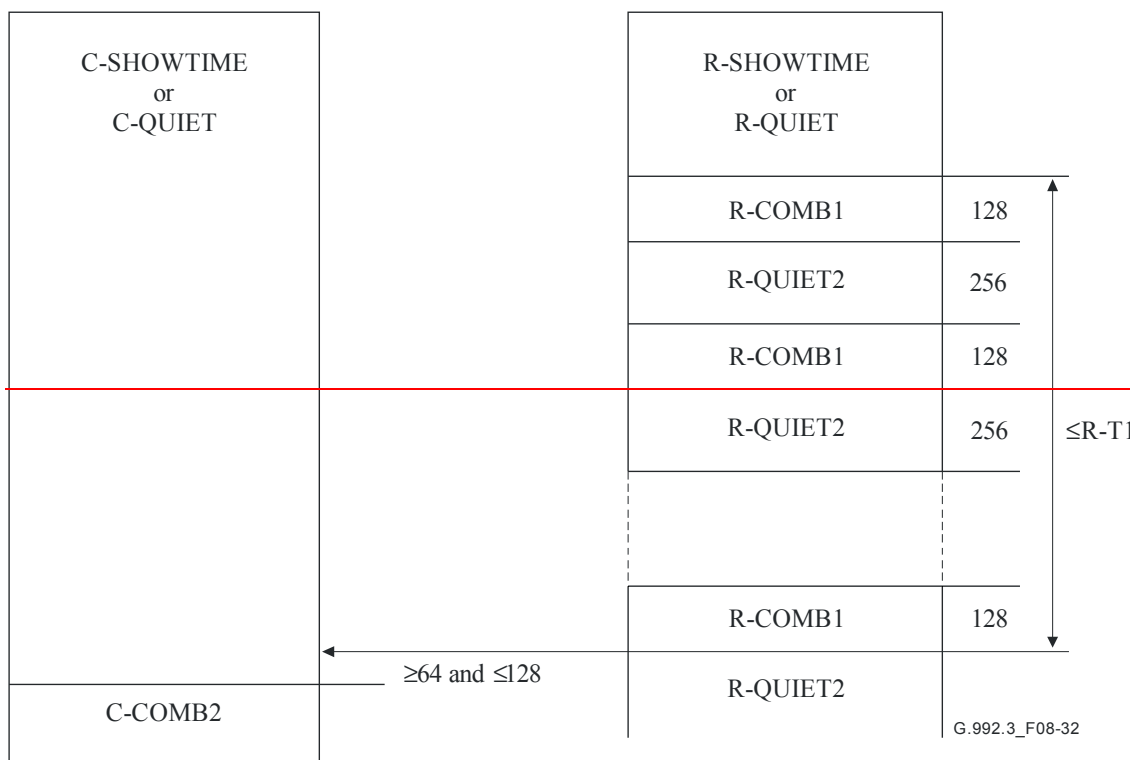 C-SHOWTIME
or
C-QUIET
R-SHOWTIME
or
R-QUIET
R-COMB1
128
R-QUIET2
256
R-COMB1
128
R-QUIET2
256
≤R-T1
R-COMB1
128
≥64 and ≤128
R-QUIET2
C-COMB2
G.992.3_F08-32